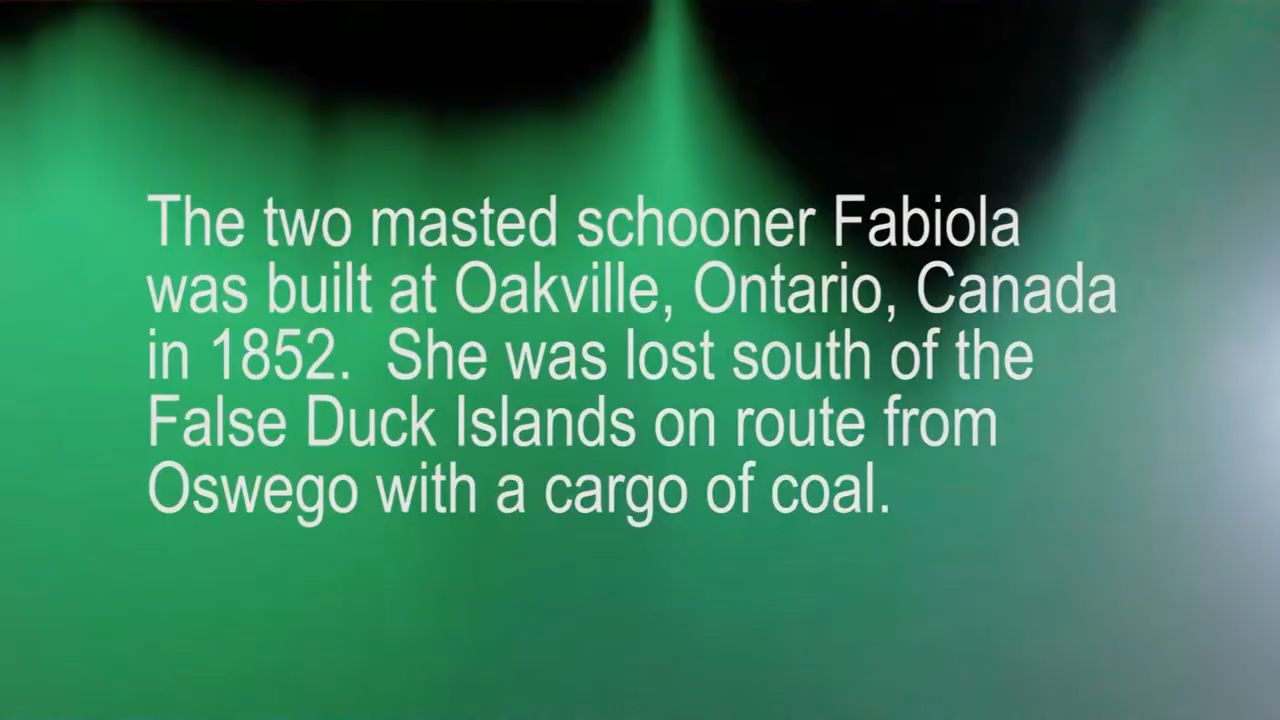 The two masted schooner Fabiola
was built at Oakville, Ontario, Canada
in 1852.  She was lost south of the
False Duck Islands on route from
Oswego with a cargo of coal.